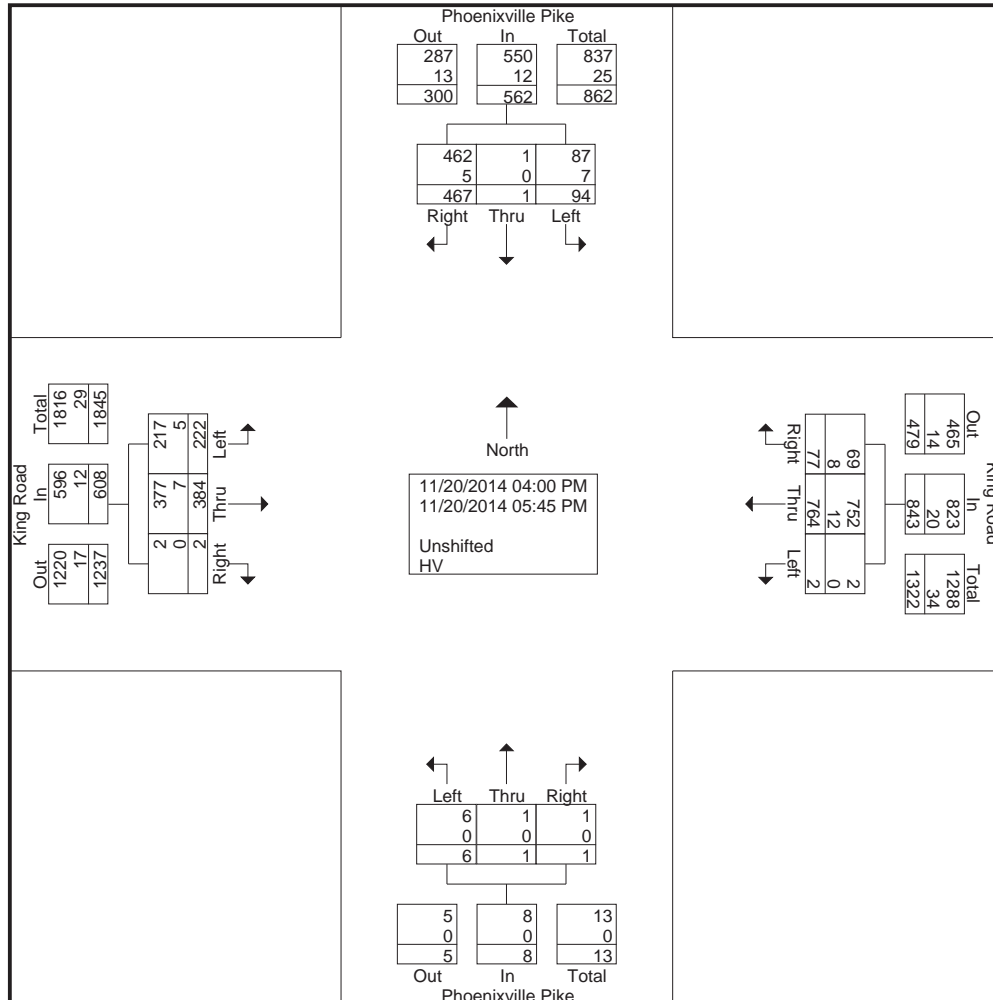 Phoenixville Pike
Out In Total
287 550 837
13 12 25
300 562 862
462 1 87
5 0 7
467 1 94
Right Thru Left
King Road
Total
1816
29
1845
In
596
12
608
Out
1220
17
1237
217
5
222
Left
377
7
384
Thru
2
0
2
Right
North
11/20/2014 04:00 PM
11/20/2014 05:45 PM
Unshifted
HV
Right
69
8
77
Thru
752
12
764
Left
2
0
2
Out
465
14
479
In
823
20
843
Total
1288
34
1322
King Road
Left Thru Right
6 1 1
0 0 0
6 1 1
5 8 13
0 0 0
5 8 13
Out In Total
Phoenixville Pike